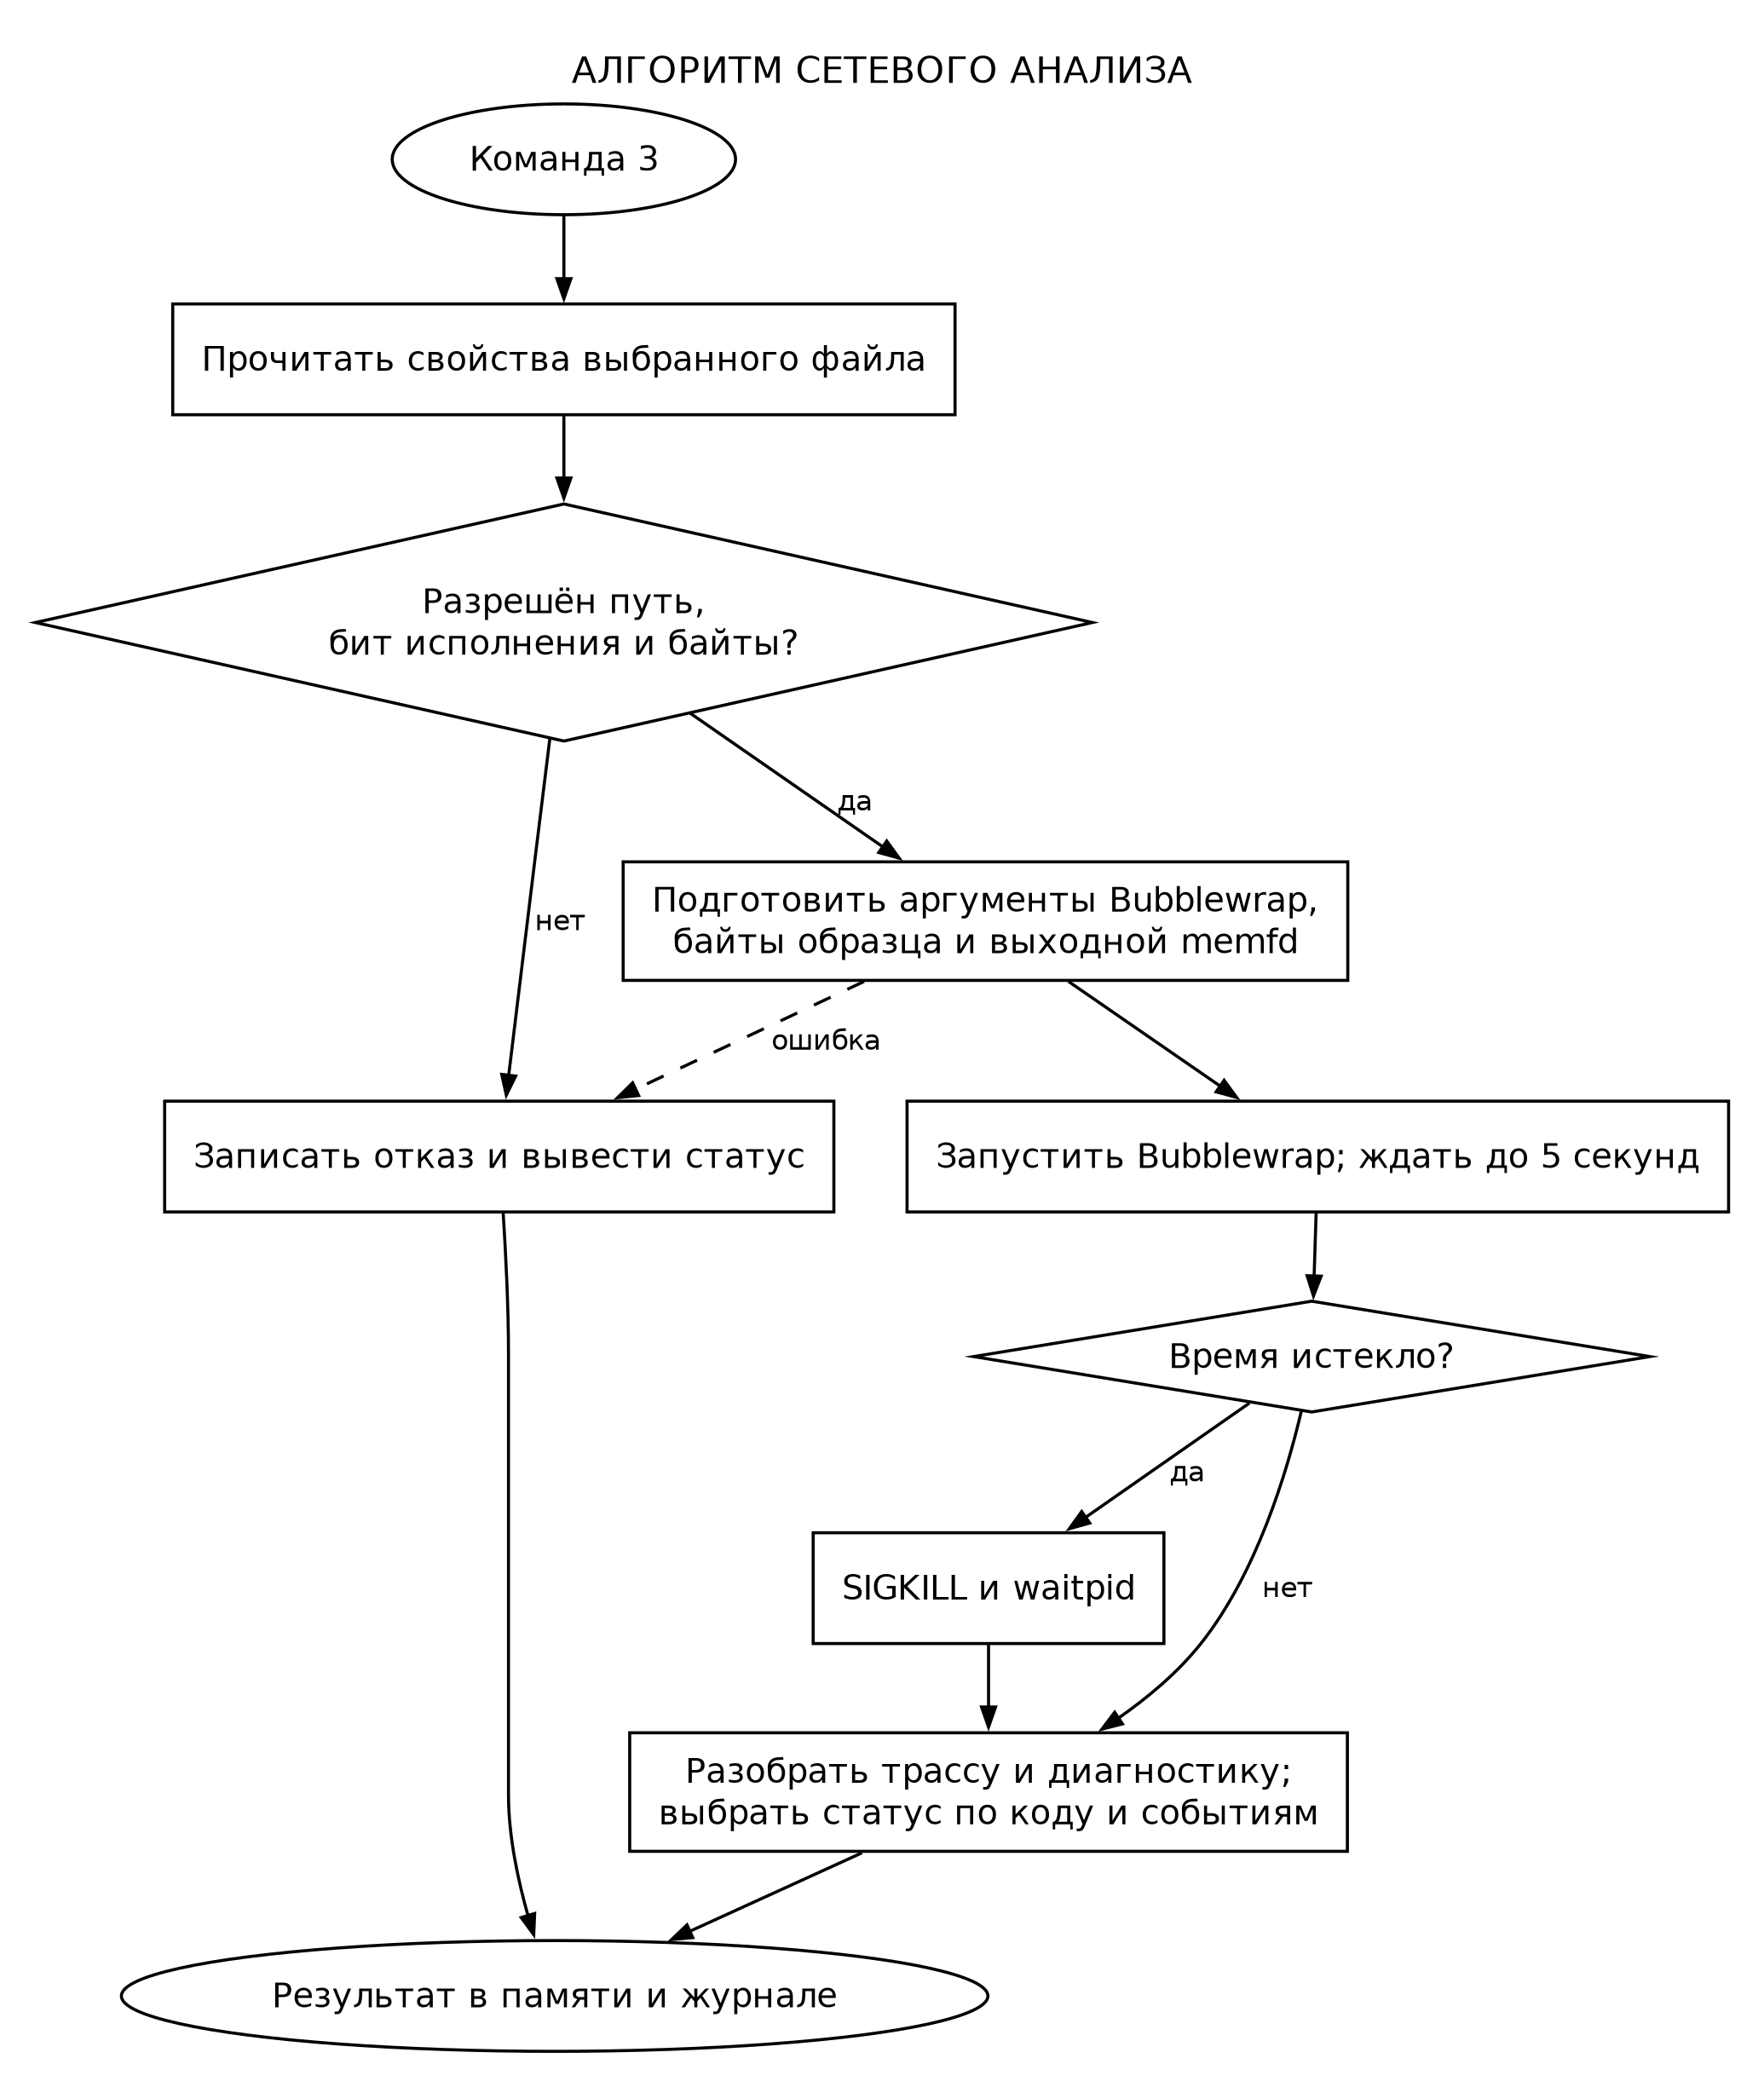 АЛГОРИТМ СЕТЕВОГО АНАЛИЗА
Команда 3
Прочитать свойства выбранного файла
Разрешён путь,
бит исполнения и байты?
да
нет
Подготовить аргументы Bubblewrap,
байты образца и выходной memfd
ошибка
Записать отказ и вывести статус
Запустить Bubblewrap; ждать до 5 секунд
Время истекло?
да
нет
SIGKILL и waitpid
Разобрать трассу и диагностику;
выбрать статус по коду и событиям
Результат в памяти и журнале